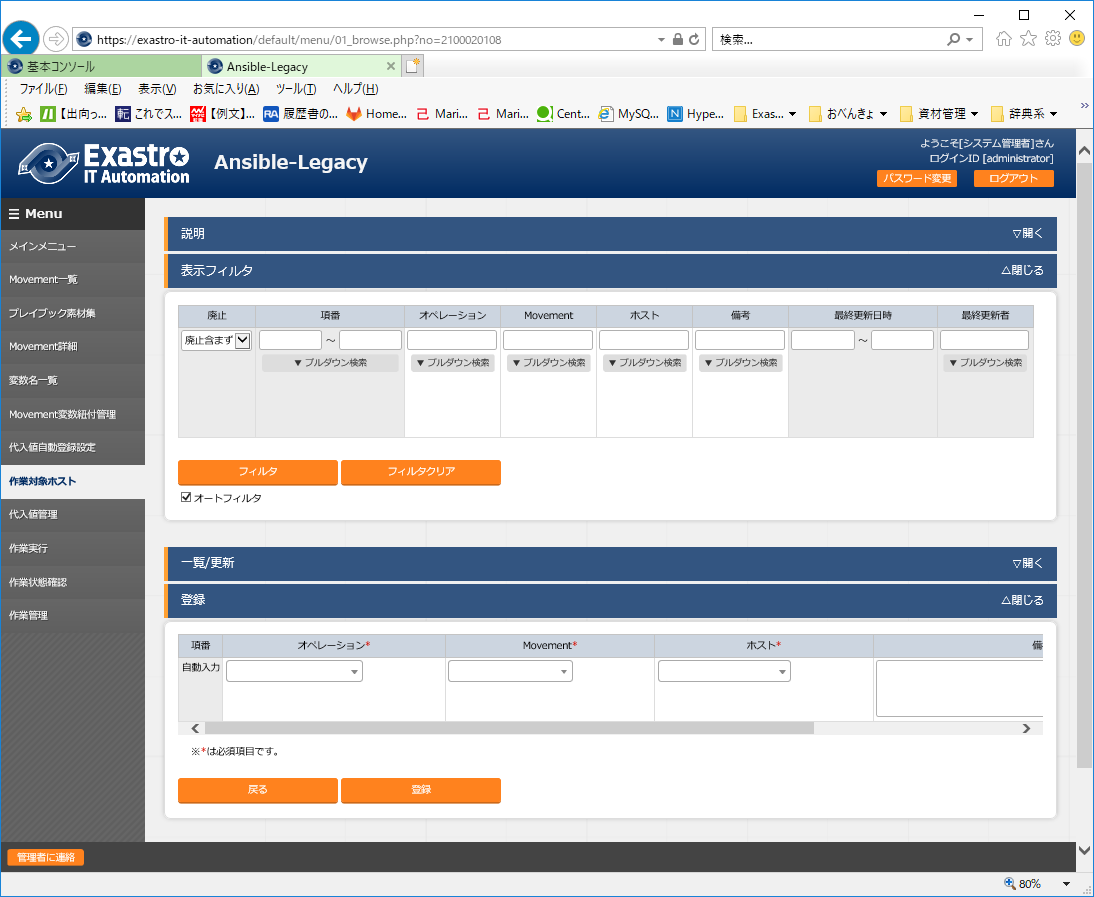 https://exastro-it-automation/default/menu/01_browse.php?no=2100020108
検索...
基本コンソール
Ansible-Legacy
ファイル(F) 編集(E) 表示(V) お気に入り(A) ツール(T) ヘルプ(H)
【出向っ... これでス... 【例文】... 履歴書の... Home... Mari... Mari... Cent... MySQ... Hype... Exas... おべんきょ 資材管理 辞典系
Exastro
IT Automation
Ansible-Legacy
ようこそ[システム管理者]さん
ログインID [administrator]
パスワード変更 ログアウト
Menu
メインメニュー
Movement一覧
プレイブック素材集
Movement詳細
変数名一覧
Movement変数紐付管理
代入値自動登録設定
作業対象ホスト
代入値管理
作業実行
作業状態確認
作業管理
説明 ▽開く
表示フィルタ △閉じる
廃止 項番 オペレーション Movement ホスト 備考 最終更新日時 最終更新者
廃止含まず ～ ～
▼プルダウン検索 ▼プルダウン検索 ▼プルダウン検索 ▼プルダウン検索 ▼プルダウン検索 ▼プルダウン検索
フィルタ フィルタクリア
オートフィルタ
一覧/更新 ▽開く
登録 △閉じる
項番 オペレーション* Movement* ホスト*
自動入力
※*は必須項目です。
戻る 登録
管理者に連絡
80%